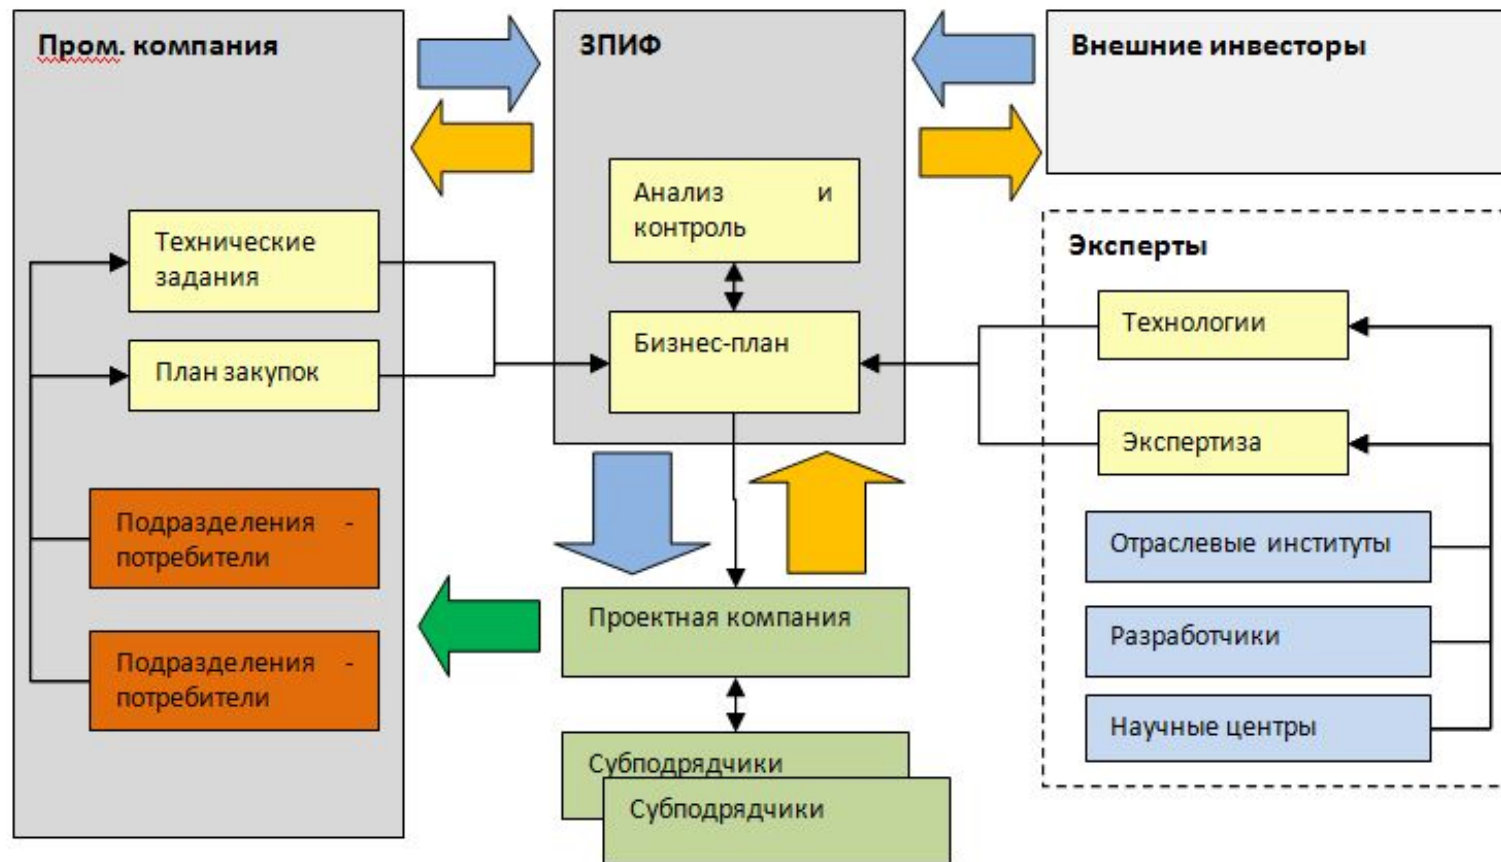 Пром. компания
Технические
задания
План закупок
Подразделения -
потребители
Подразделения -
потребители
ЗПИФ
Анализ и
контроль
Бизнес-план
Проектная компания
Субподрядчики
Субподрядчики
Внешние инвесторы
Эксперты
Технологии
Экспертиза
Отраслевые институты
Разработчики
Научные центры